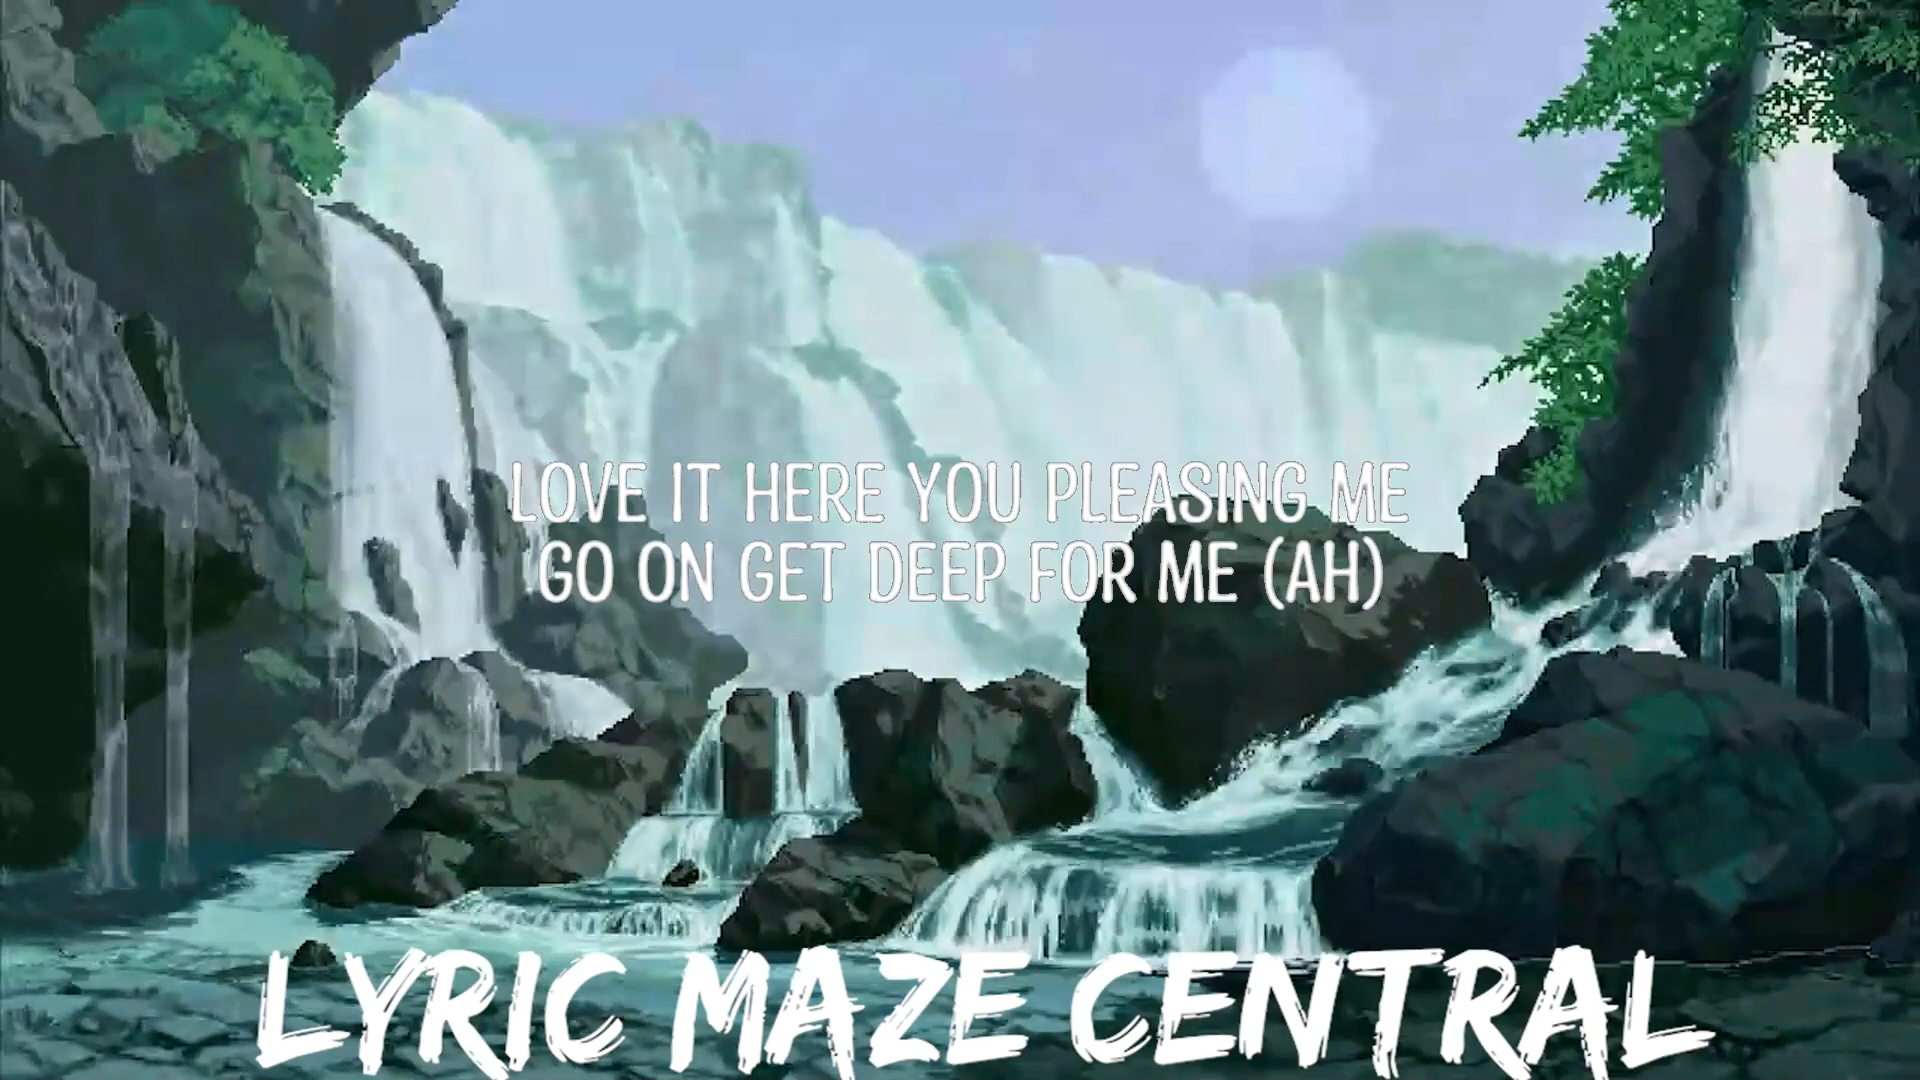 LOVE IT HERE YOU PLEASING ME
GO ON GET DEEP FOR ME (AH)
LYRIC MAZE CENTRAL